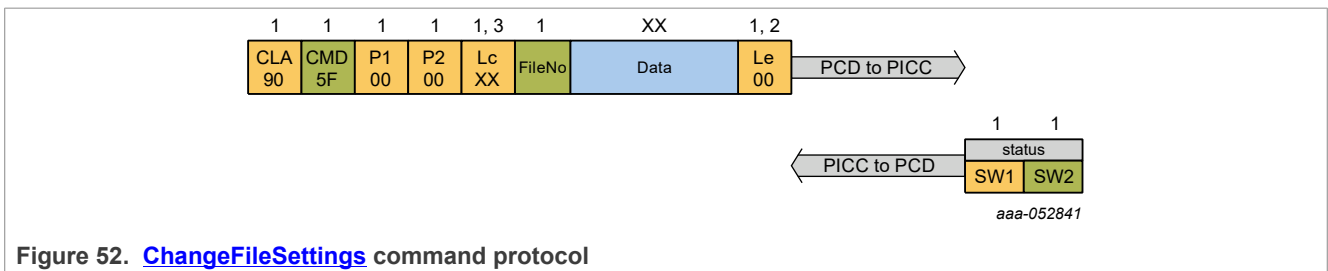 1 1 1 1 1, 3 1 XX 1, 2
CLA CMD P1 P2 Lc FileNo Data Le PCD to PICC
90 5F 00 00 XX 00
1 1
status
PICC to PCD SW1 SW2
aaa-052841
Figure 52. ChangeFileSettings command protocol